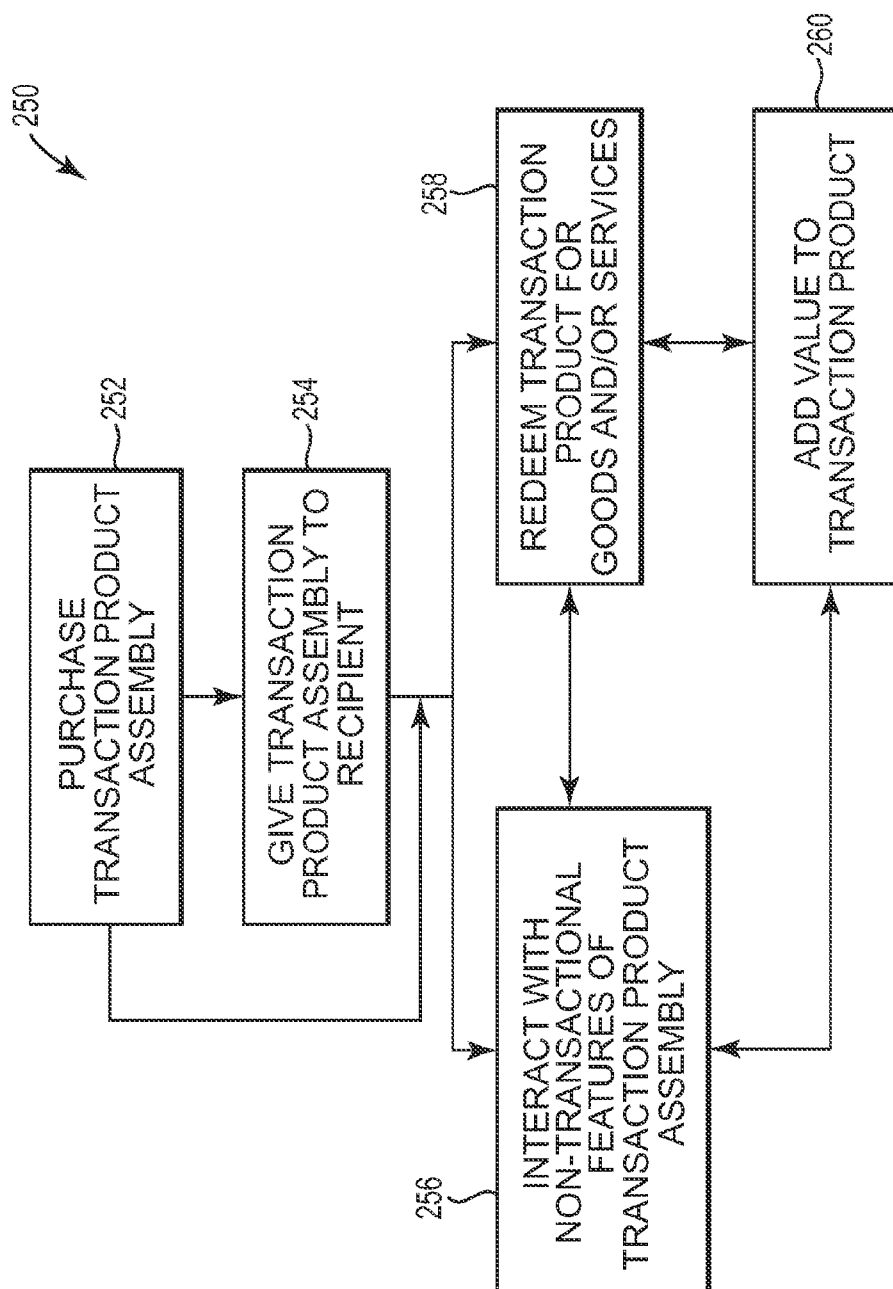 250
252
PURCHASE
TRANSACTION PRODUCT
ASSEMBLY
254
GIVE TRANSACTION
PRODUCT ASSEMBLY TO
RECIPIENT
256
INTERACT WITH
NON-TRANSACTIONAL
FEATURES OF
TRANSACTION PRODUCT
ASSEMBLY
258
REDEEM TRANSACTION
PRODUCT FOR
GOODS AND/OR SERVICES
260
ADD VALUE TO
TRANSACTION PRODUCT